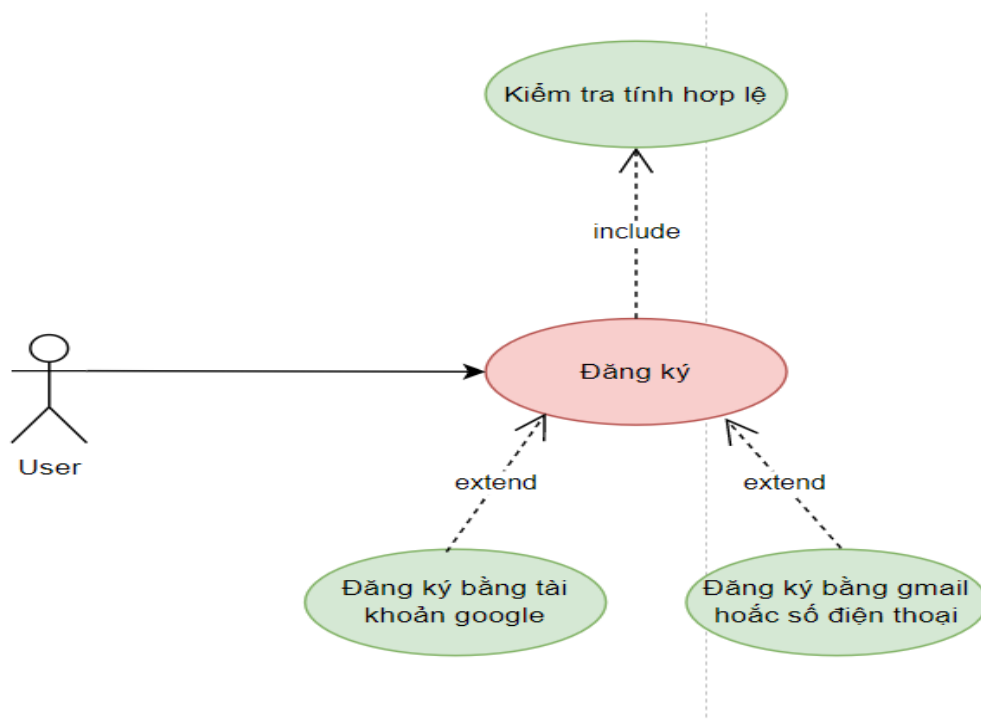 Kiểm tra tính hơp lệ
include
Đăng ký
User
extend
extend
Đăng ký bằng tài
khoản google
Đăng ký bằng gmail
hoắc số điện thoại